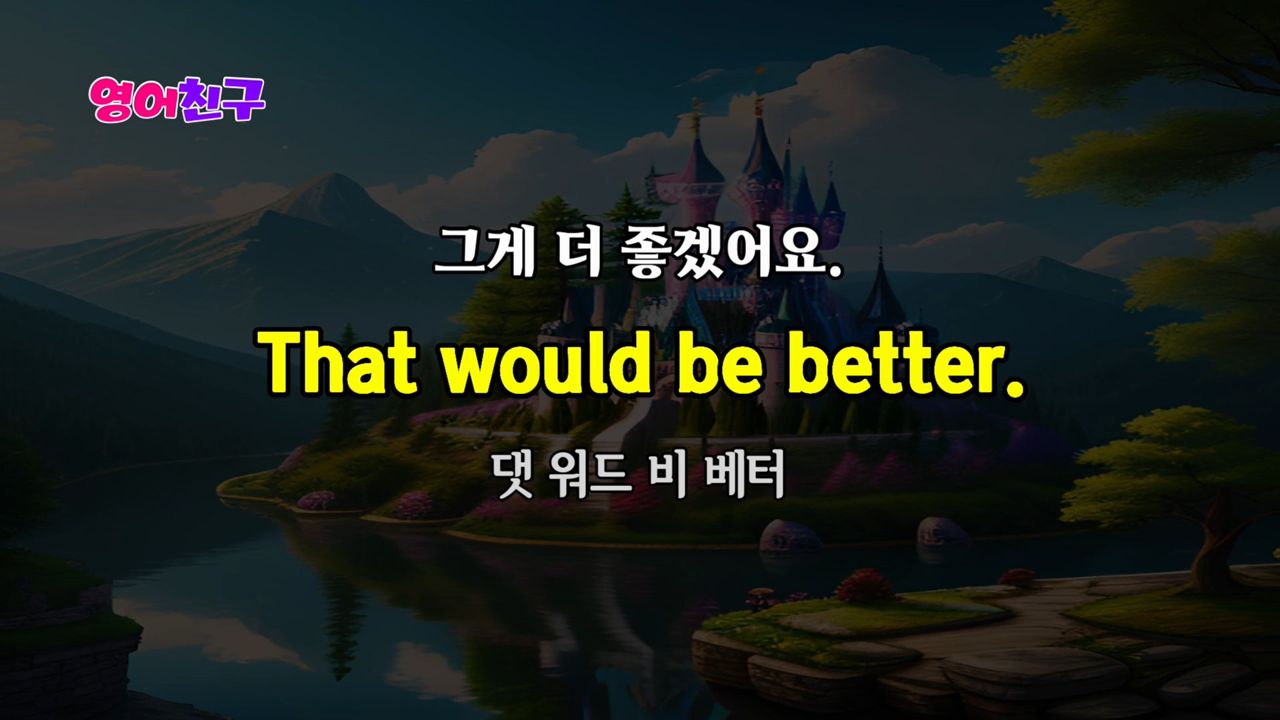 영어친구
그게 더 좋겠어요.
That would be better.
댓 워드 비 베터